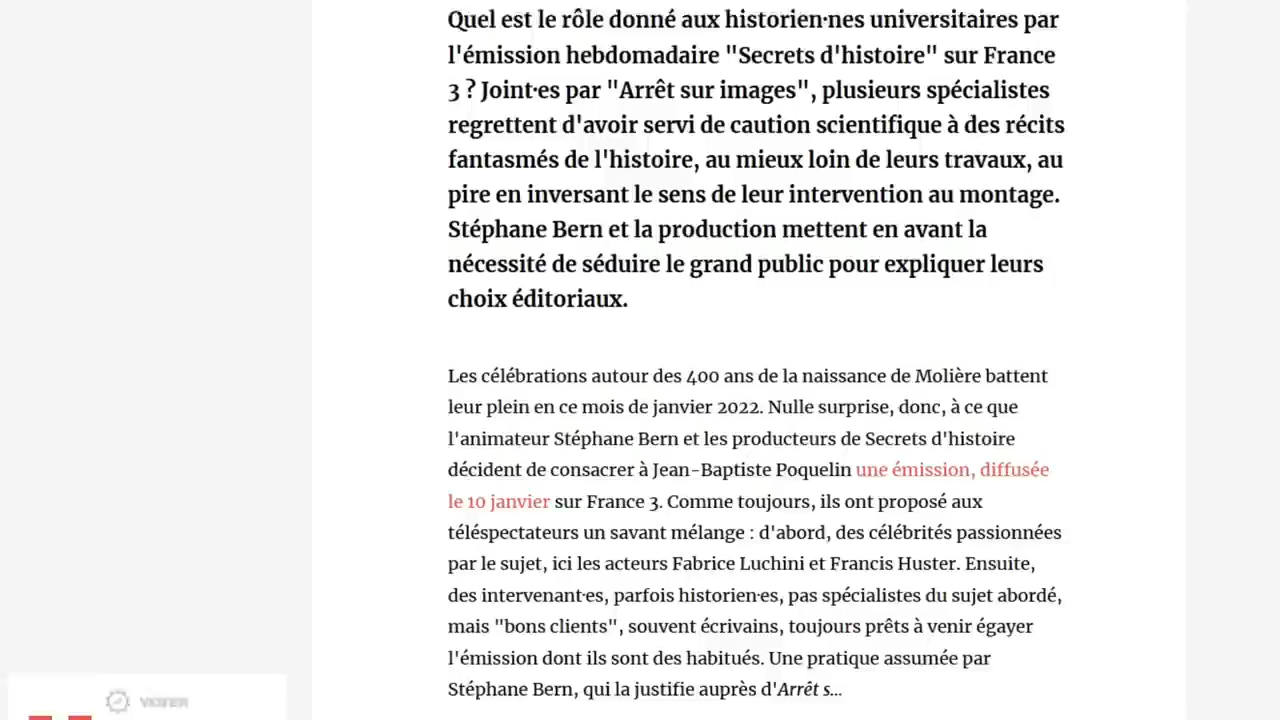 Quel est le rôle donné aux historien·nes universitaires par
l'émission hebdomadaire "Secrets d'histoire" sur France
3 ? Joint·es par "Arrêt sur images", plusieurs spécialistes
regrettent d'avoir servi de caution scientifique à des récits
fantasmés de l'histoire, au mieux loin de leurs travaux, au
pire en inversant le sens de leur intervention au montage.
Stéphane Bern et la production mettent en avant la
nécessité de séduire le grand public pour expliquer leurs
choix éditoriaux.
Les célébrations autour des 400 ans de la naissance de Molière battent
leur plein en ce mois de janvier 2022. Nulle surprise, donc, à ce que
l'animateur Stéphane Bern et les producteurs de Secrets d'histoire
décident de consacrer à Jean-Baptiste Poquelin une émission, diffusée
le 10 janvier sur France 3. Comme toujours, ils ont proposé aux
téléspectateurs un savant mélange : d'abord, des célébrités passionnées
par le sujet, ici les acteurs Fabrice Luchini et Francis Huster. Ensuite,
des intervenant·es, parfois historien·es, pas spécialistes du sujet abordé,
mais "bons clients", souvent écrivains, toujours prêts à venir égayer
l'émission dont ils sont des habitués. Une pratique assumée par
Stéphane Bern, qui la justifie auprès d'Arrêt s...